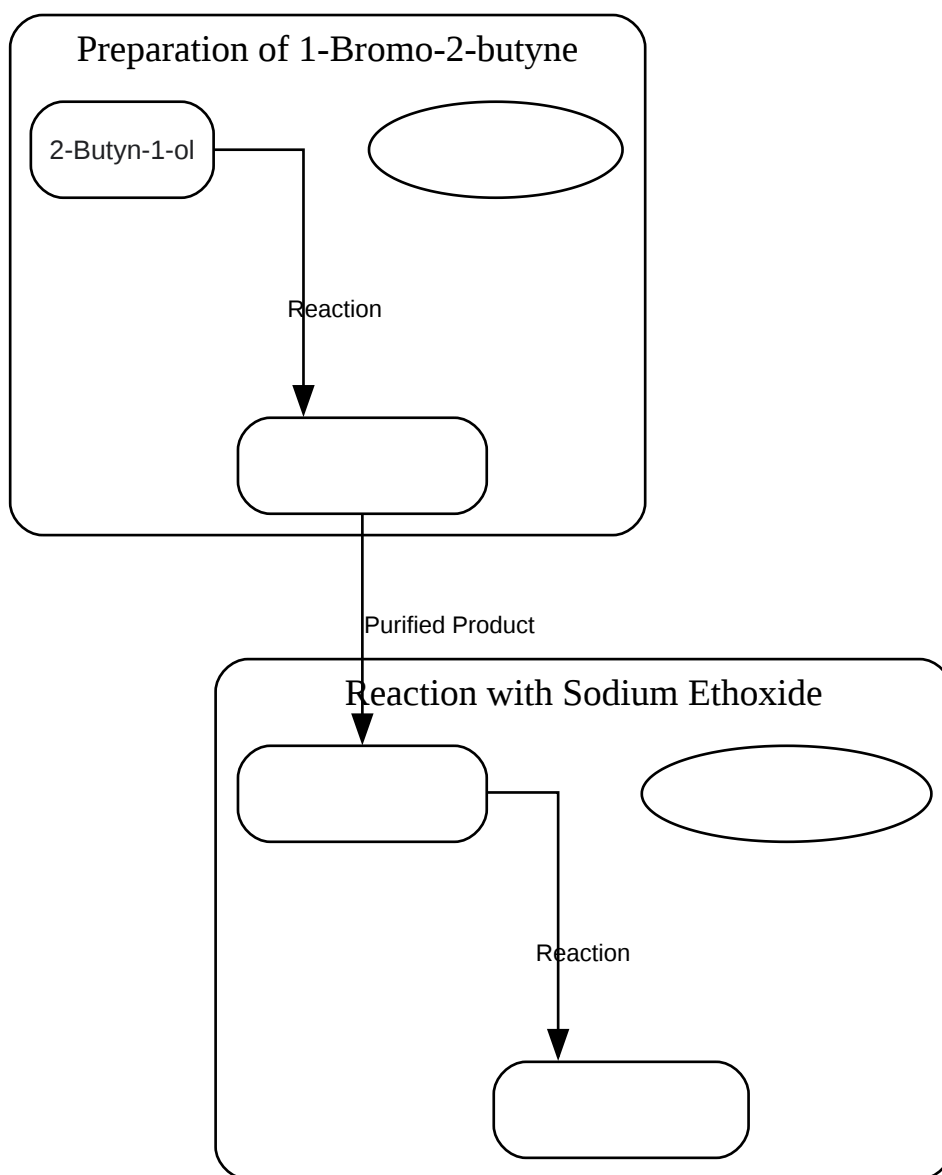 Preparation of 1-Bromo-2-butyne
2-Butyn-1-ol
Reaction
Purified Product
Reaction with Sodium Ethoxide
Reaction